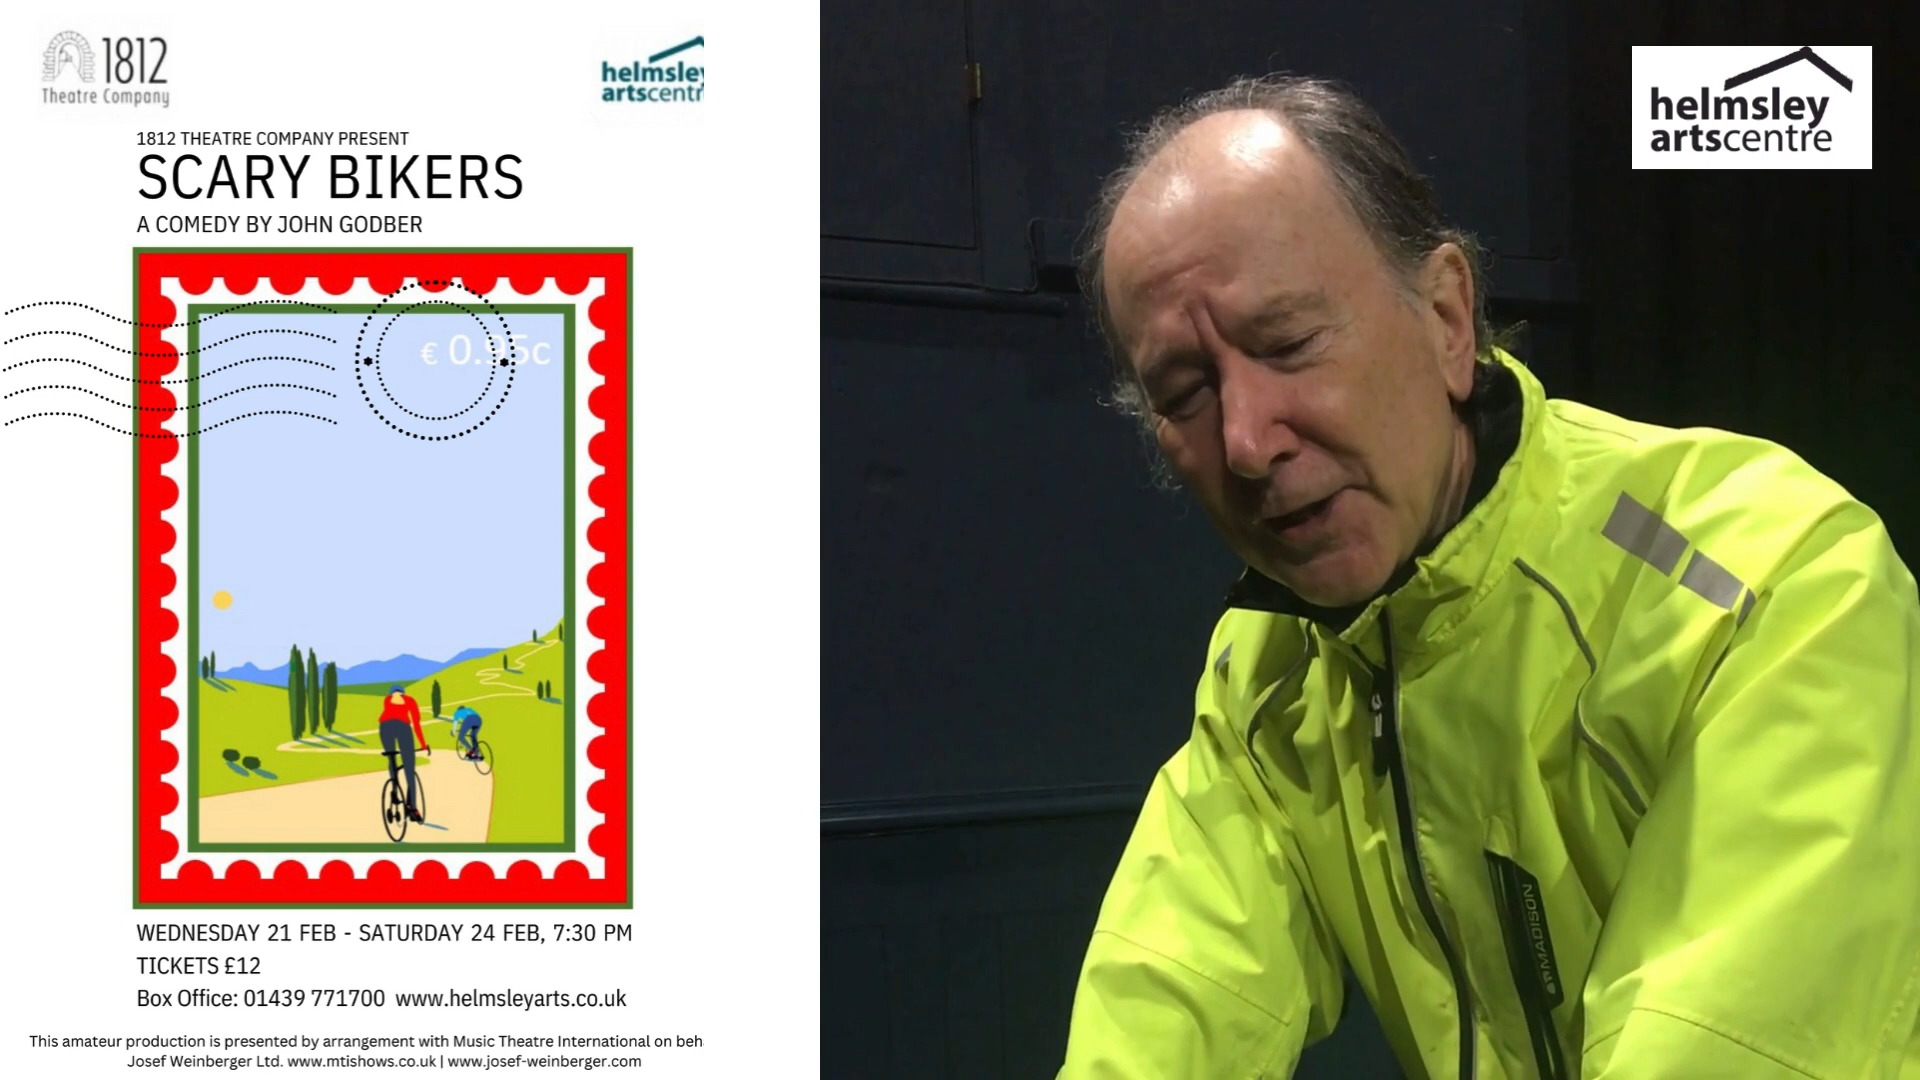 1812
Theatre Company
helmsley
artscentr
1812 THEATRE COMPANY PRESENT
SCARY BIKERS
A COMEDY BY JOHN GODBER
€ 0.95c
WEDNESDAY 21 FEB - SATURDAY 24 FEB, 7:30 PM
TICKETS £12
Box Office: 01439 771700 www.helmsleyarts.co.uk
This amateur production is presented by arrangement with Music Theatre International on beh
Josef Weinberger Ltd. www.mtishows.co.uk | www.josef-weinberger.com
helmsley
artscentre
MADISON